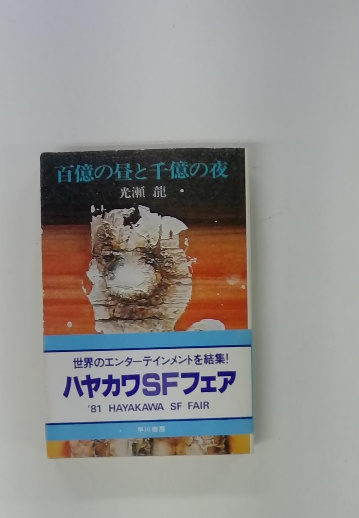 百億の昼と千億の夜
光瀬 龍
世界のエンターテインメントを結集!
ハヤカワSFフェア
'81 HAYAKAWA SF FAIR
早川書房